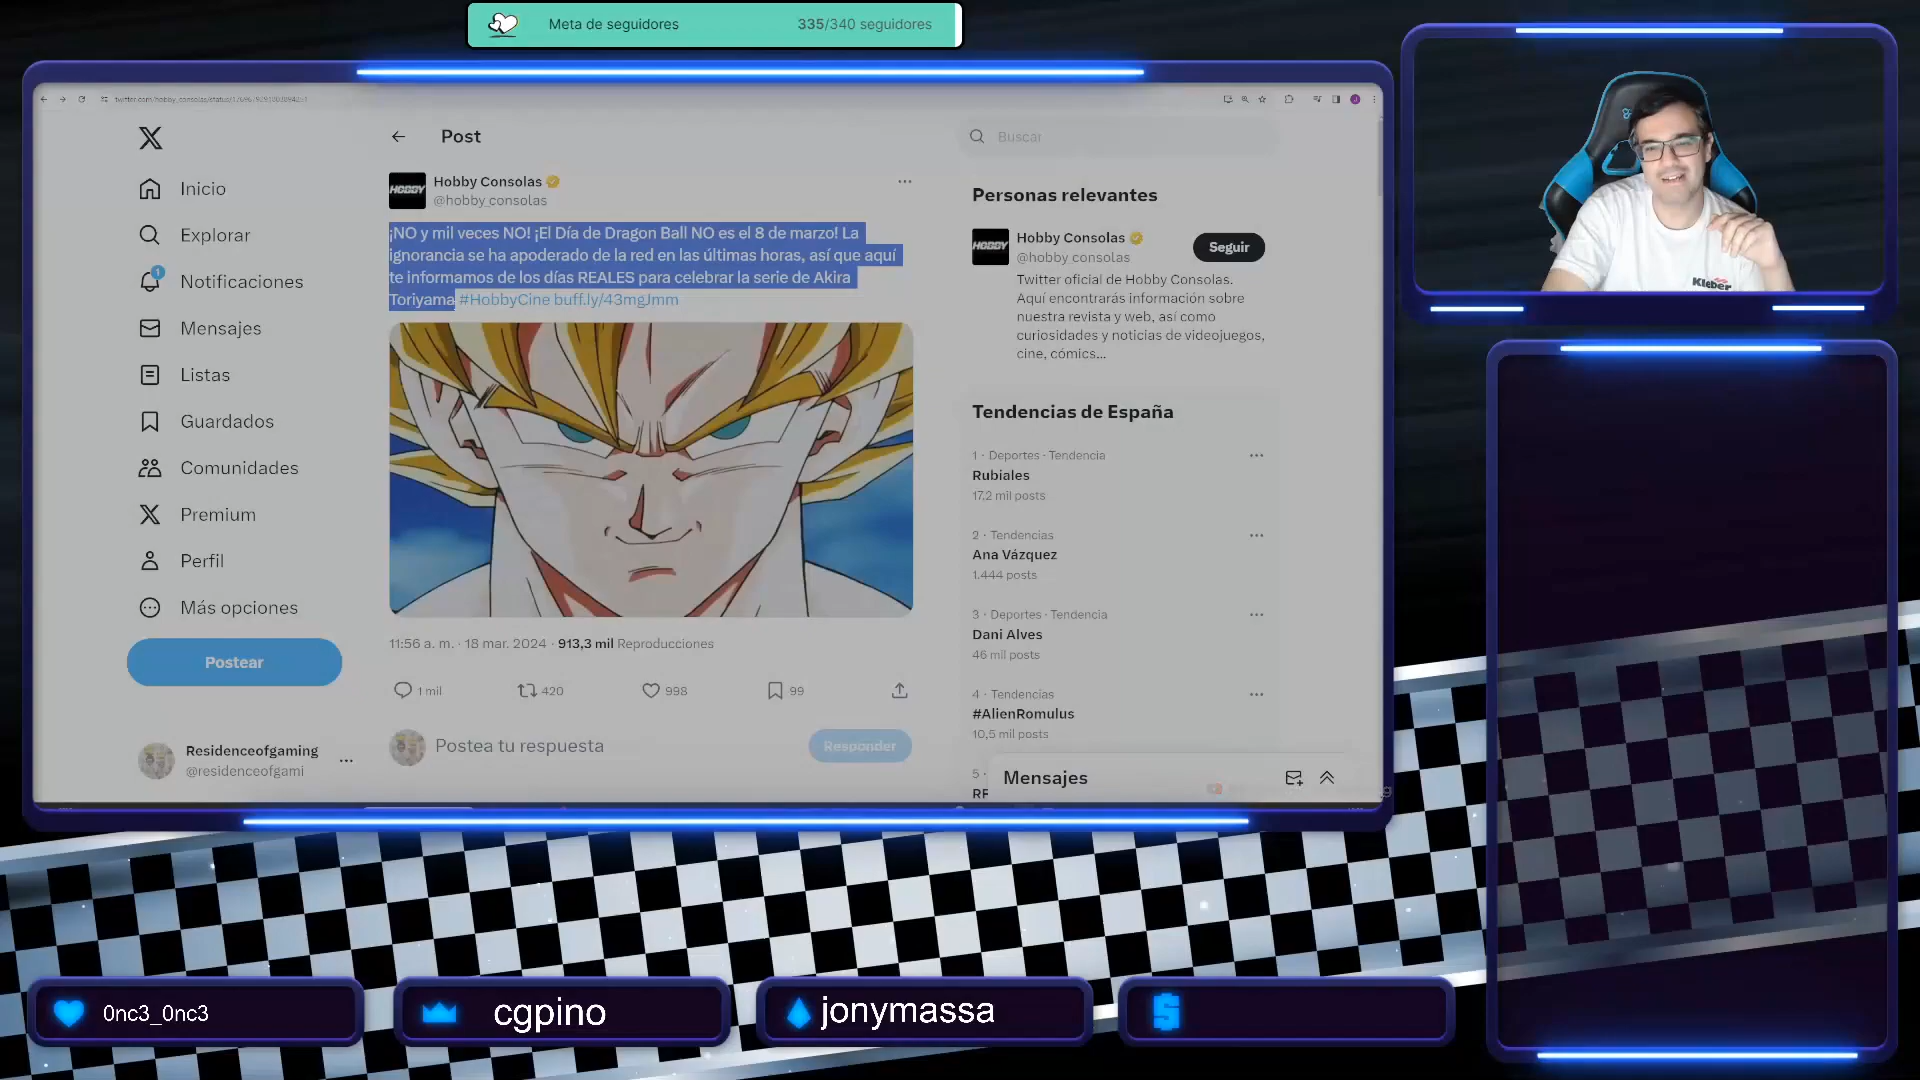 Meta de seguidores 335/340 seguidores
Post
Buscar
Inicio
Explorar
1
Notificaciones
Mensajes
Listas
Guardados
Comunidades
Premium
Perfil
Más opciones
Postear
Residenceofgaming
@residenceofgami
HOBBY
Hobby Consolas
@hobby_consolas
¡NO y mil veces NO! ¡El Día de Dragon Ball NO es el 8 de marzo! La
ignorancia se ha apoderado de la red en las últimas horas, así que aquí
te informamos de los días REALES para celebrar la serie de Akira
Toriyama #HobbyCine buff.ly/43mgJmm
11:56 a. m. · 18 mar. 2024 · 913,3 mil Reproducciones
1 mil 420 998 99
Postea tu respuesta
Responder
Personas relevantes
HOBBY
Hobby Consolas
@hobby_consolas
Seguir
Twitter oficial de Hobby Consolas.
Aquí encontrarás información sobre
nuestra revista y web, así como
curiosidades y noticias de videojuegos,
cine, cómics...
Tendencias de España
1 · Deportes · Tendencia
Rubiales
17,2 mil posts
2 · Tendencias
Ana Vázquez
1.444 posts
3 · Deportes · Tendencia
Dani Alves
46 mil posts
4 · Tendencias
#AlienRomulus
10,5 mil posts
5 ·
Mensajes
Kleber
0nc3_0nc3
cgpino
jonymassa